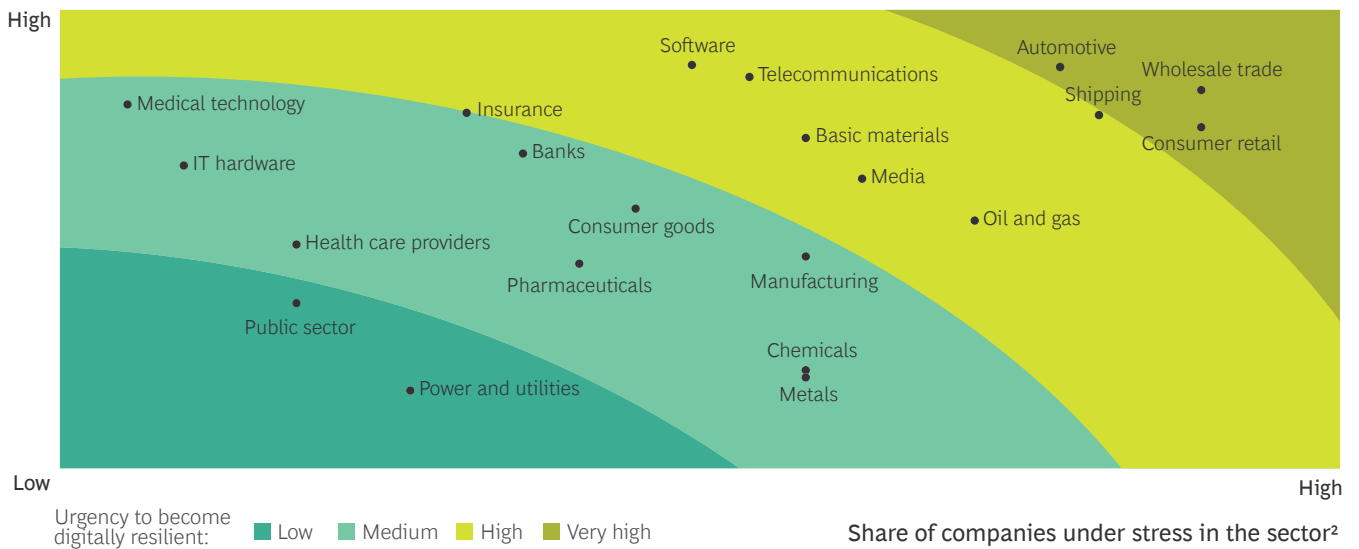 High
Software
Automotive
Telecommunications
Wholesale trade
Medical technology
Shipping
Insurance
Basic materials
Consumer retail
Banks
IT hardware
Media
Oil and gas
Consumer goods
Health care providers
Pharmaceuticals
Manufacturing
Public sector
Chemicals
Power and utilities
Metals
Low
High
Urgency to become
digitally resilient:
Low
Medium
High
Very high
Share of companies under stress in the sector²